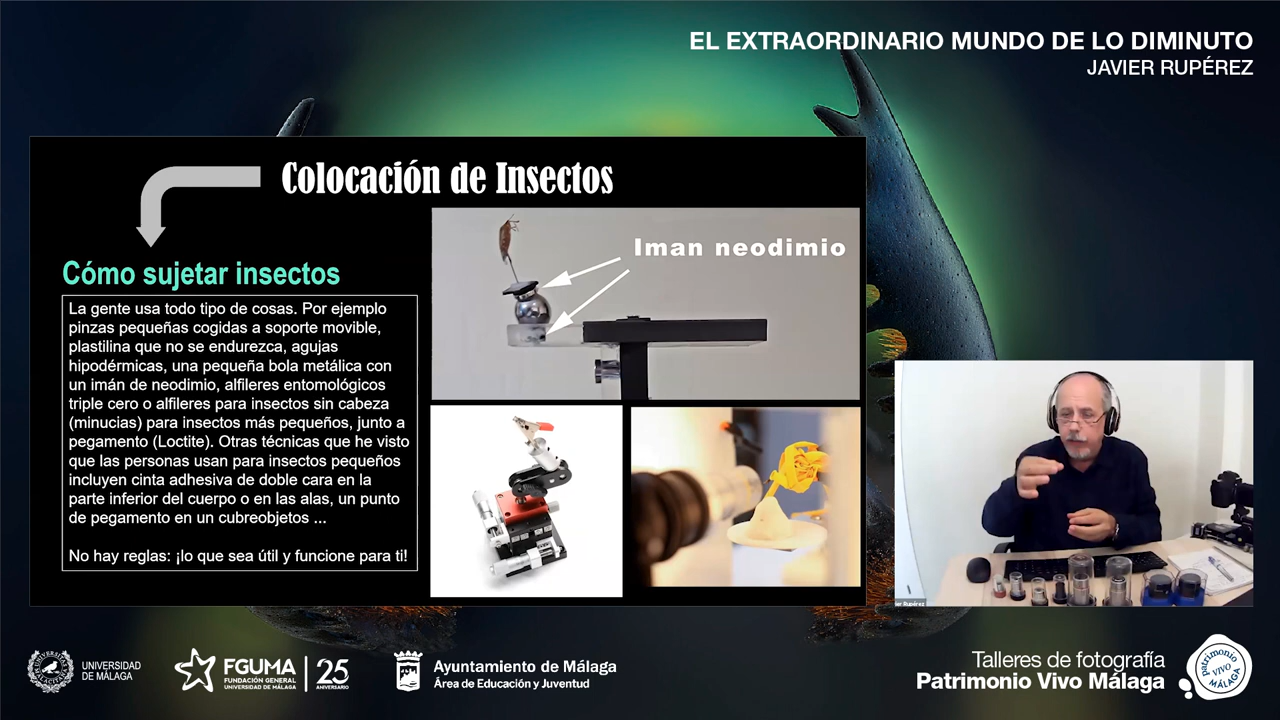 EL EXTRAORDINARIO MUNDO DE LO DIMINUTO
JAVIER RUPÉREZ
Colocación de Insectos
Cómo sujetar insectos
La gente usa todo tipo de cosas. Por ejemplo
pinzas pequeñas cogidas a soporte movible,
plastilina que no se endurezca, agujas
hipodérmicas, una pequeña bola metálica con
un imán de neodimio, alfileres entomológicos
triple cero o alfileres para insectos sin cabeza
(minucias) para insectos más pequeños, junto a
pegamento (Loctite). Otras técnicas que he visto
que las personas usan para insectos pequeños
incluyen cinta adhesiva de doble cara en la
parte inferior del cuerpo o en las alas, un punto
de pegamento en un cubreobjetos ...
No hay reglas: ¡lo que sea útil y funcione para ti!
Iman neodimio
ier Rupérez
UNIVERSIDAD
DE MÁLAGA
FGUMA
FUNDACIÓN GENERAL
UNIVERSIDAD DE MÁLAGA
25
ANIVERSARIO
Ayuntamiento de Málaga
Área de Educación y Juventud
Talleres de fotografía
Patrimonio Vivo Málaga
patrimonio
VIVO
MÁLAGA